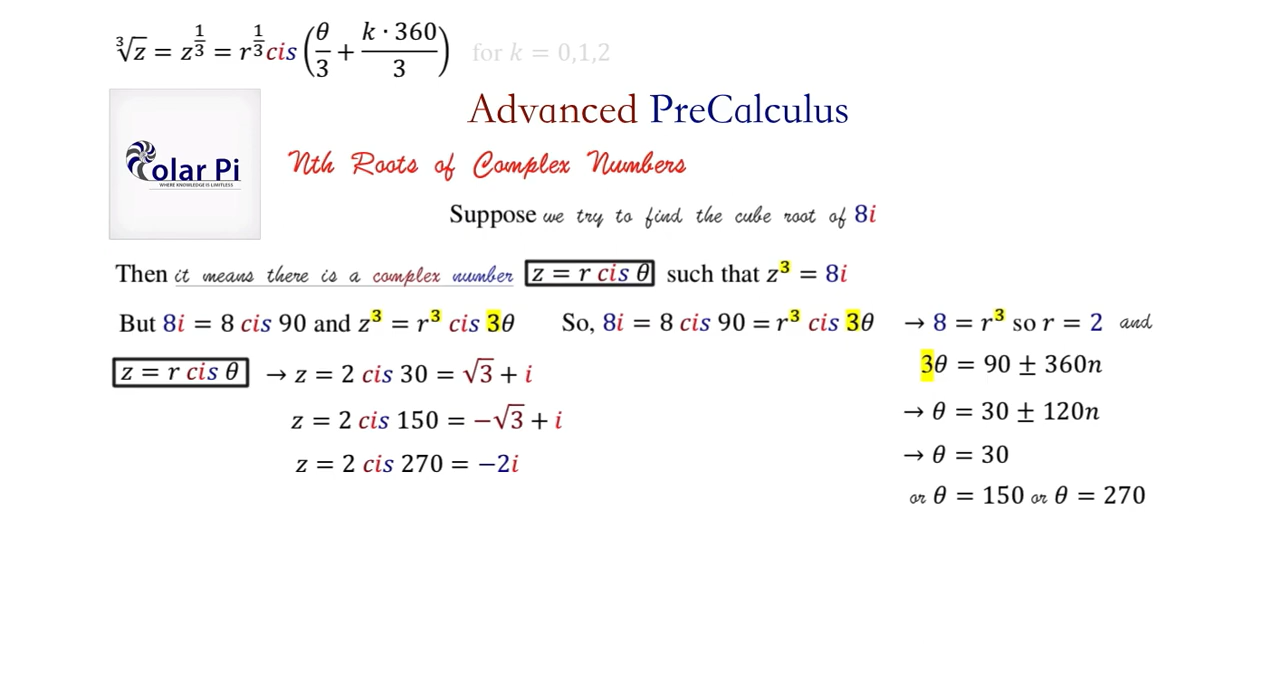 ∛z = z^(1/3) = r^(1/3) cis (θ/3 + k · 360/3) for k = 0,1,2
Advanced PreCalculus
olar Pi
WHERE KNOWLEDGE IS LIMITLESS
Nth Roots of Complex Numbers
Suppose we try to find the cube root of 8i
Then it means there is a complex number z = r cis θ such that z³ = 8i
But 8i = 8 cis 90 and z³ = r³ cis 3θ So, 8i = 8 cis 90 = r³ cis 3θ → 8 = r³ so r = 2 and
3θ = 90 ± 360n
z = r cis θ → z = 2 cis 30 = √3 + i
→ θ = 30 ± 120n
z = 2 cis 150 = −√3 + i
→ θ = 30
z = 2 cis 270 = −2i
or θ = 150 or θ = 270